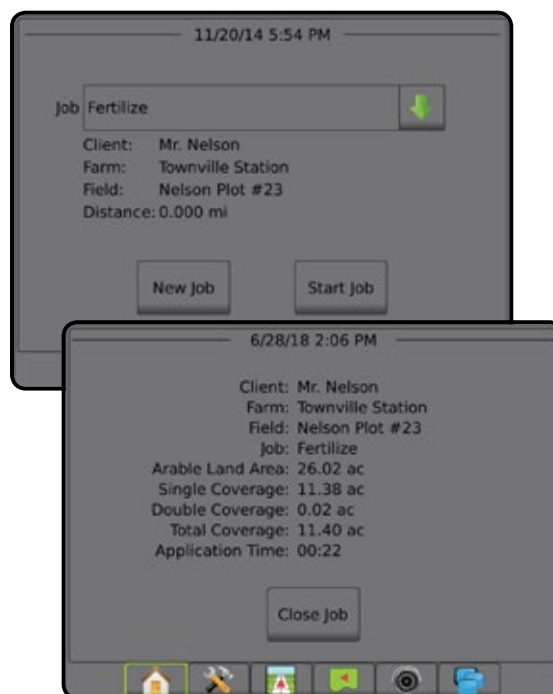 11/20/14 5:54 PM
Job Fertilize
Client: Mr. Nelson
Farm: Townville Station
Field: Nelson Plot #23
Distance: 0.000 mi
New Job Start Job
6/28/18 2:06 PM
Client: Mr. Nelson
Farm: Townville Station
Field: Nelson Plot #23
Job: Fertilize
Arable Land Area: 26.02 ac
Single Coverage: 11.38 ac
Double Coverage: 0.02 ac
Total Coverage: 11.40 ac
Application Time: 00:22
Close Job